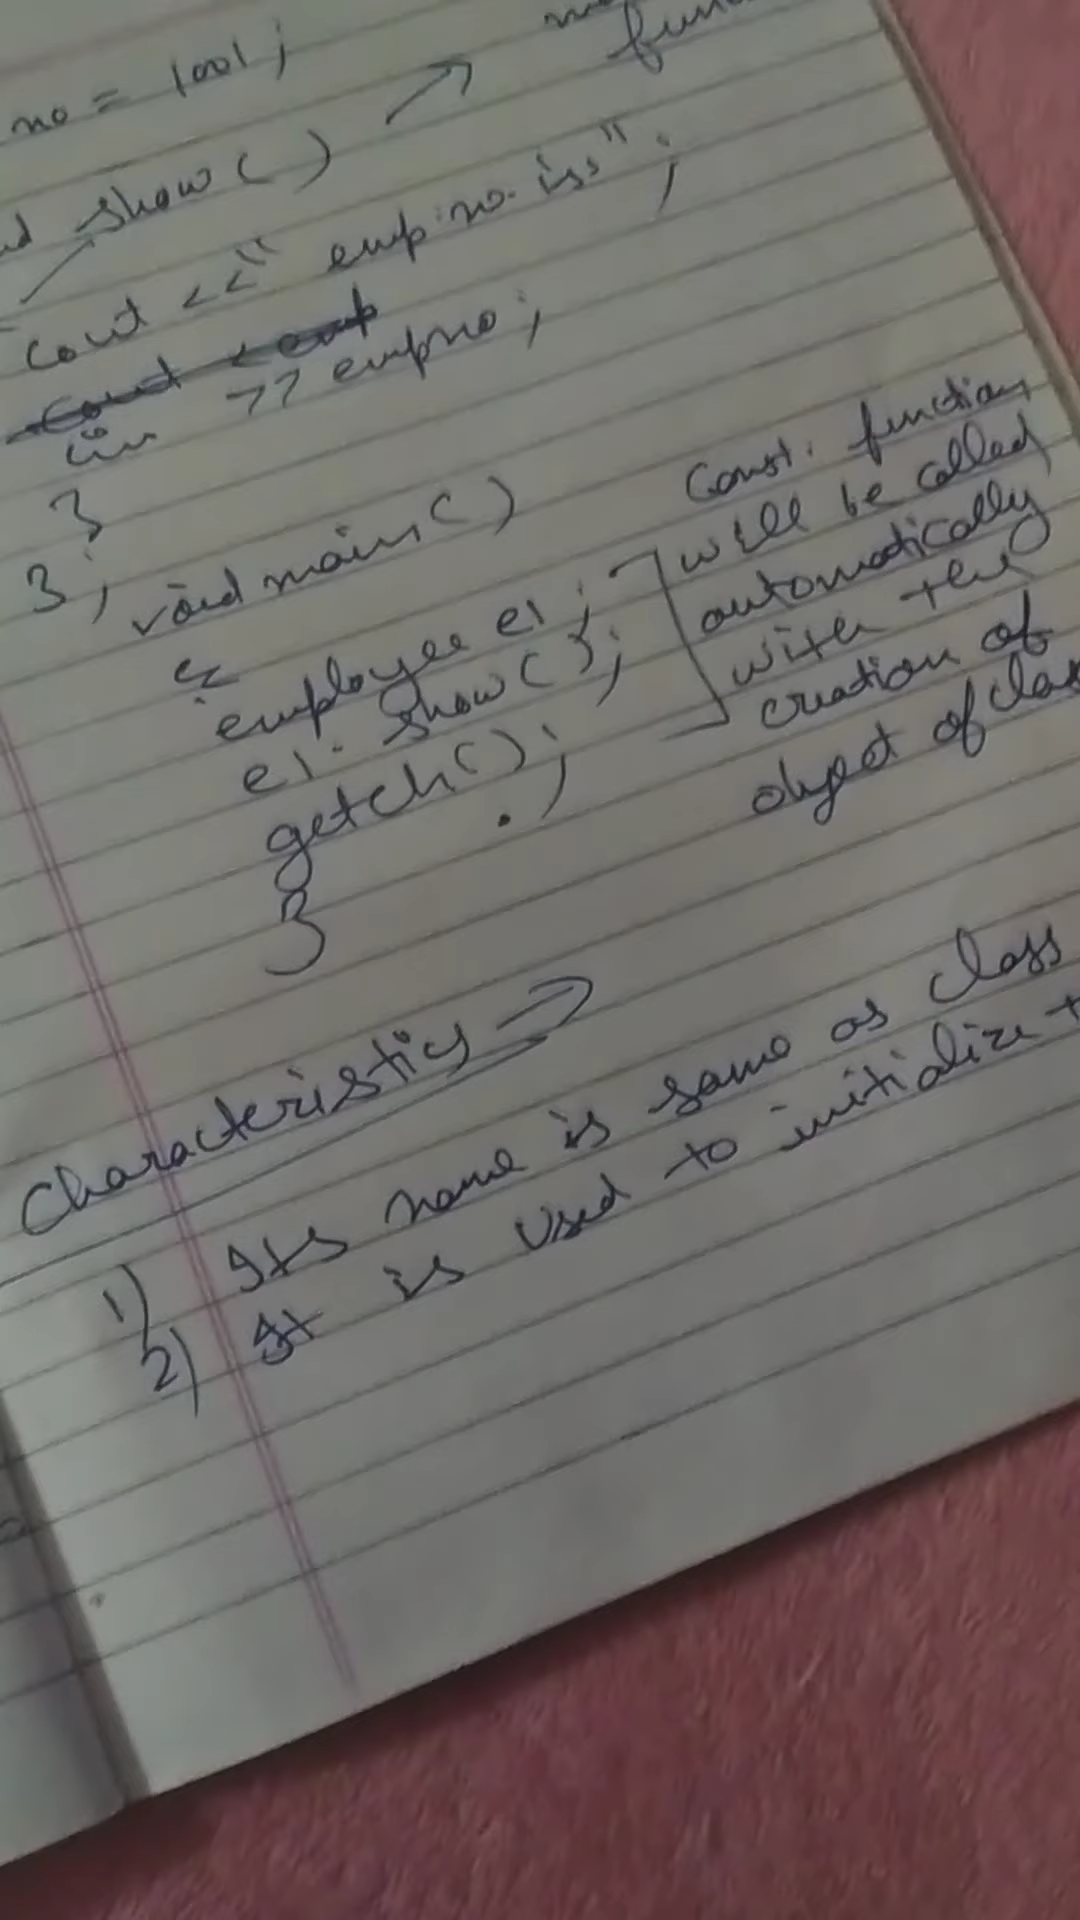 no = 1001;
show ( ) →
cout <<" emp no. is:";
cin >> empno;
}
};
void main( )
{
employee e1;
e1. show ( );
getch( );
}
Const. function
will be called
automatically
with the
creation of
object of
Characteristics →
1) Its name is same as class
2) It is used to initialize